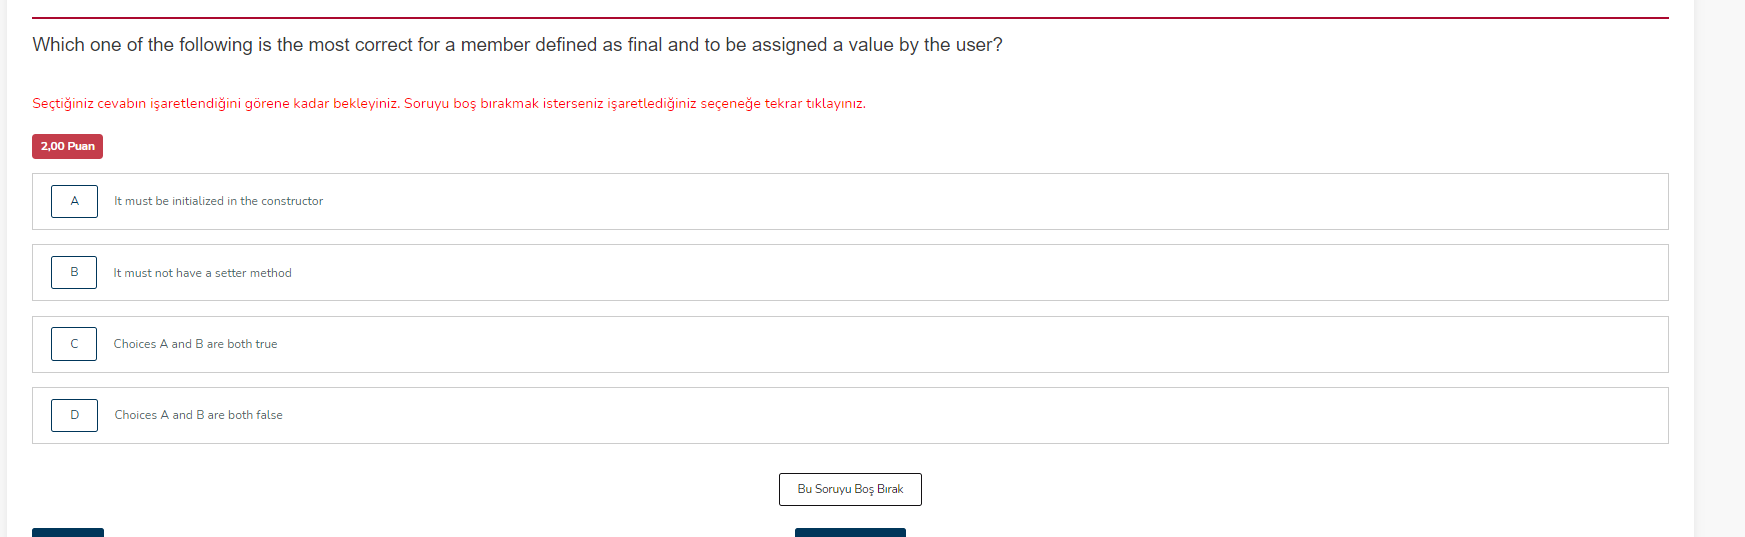 Which one of the following is the most correct for a member defined as final and to be assigned a value by the user?
Seçtiğiniz cevabın işaretlendiğini görene kadar bekleyiniz. Soruyu boş bırakmak isterseniz işaretlediğiniz seçeneğe tekrar tıklayınız.
2,00 Puan
A It must be initialized in the constructor
B It must not have a setter method
C Choices A and B are both true
D Choices A and B are both false
Bu Soruyu Boş Bırak